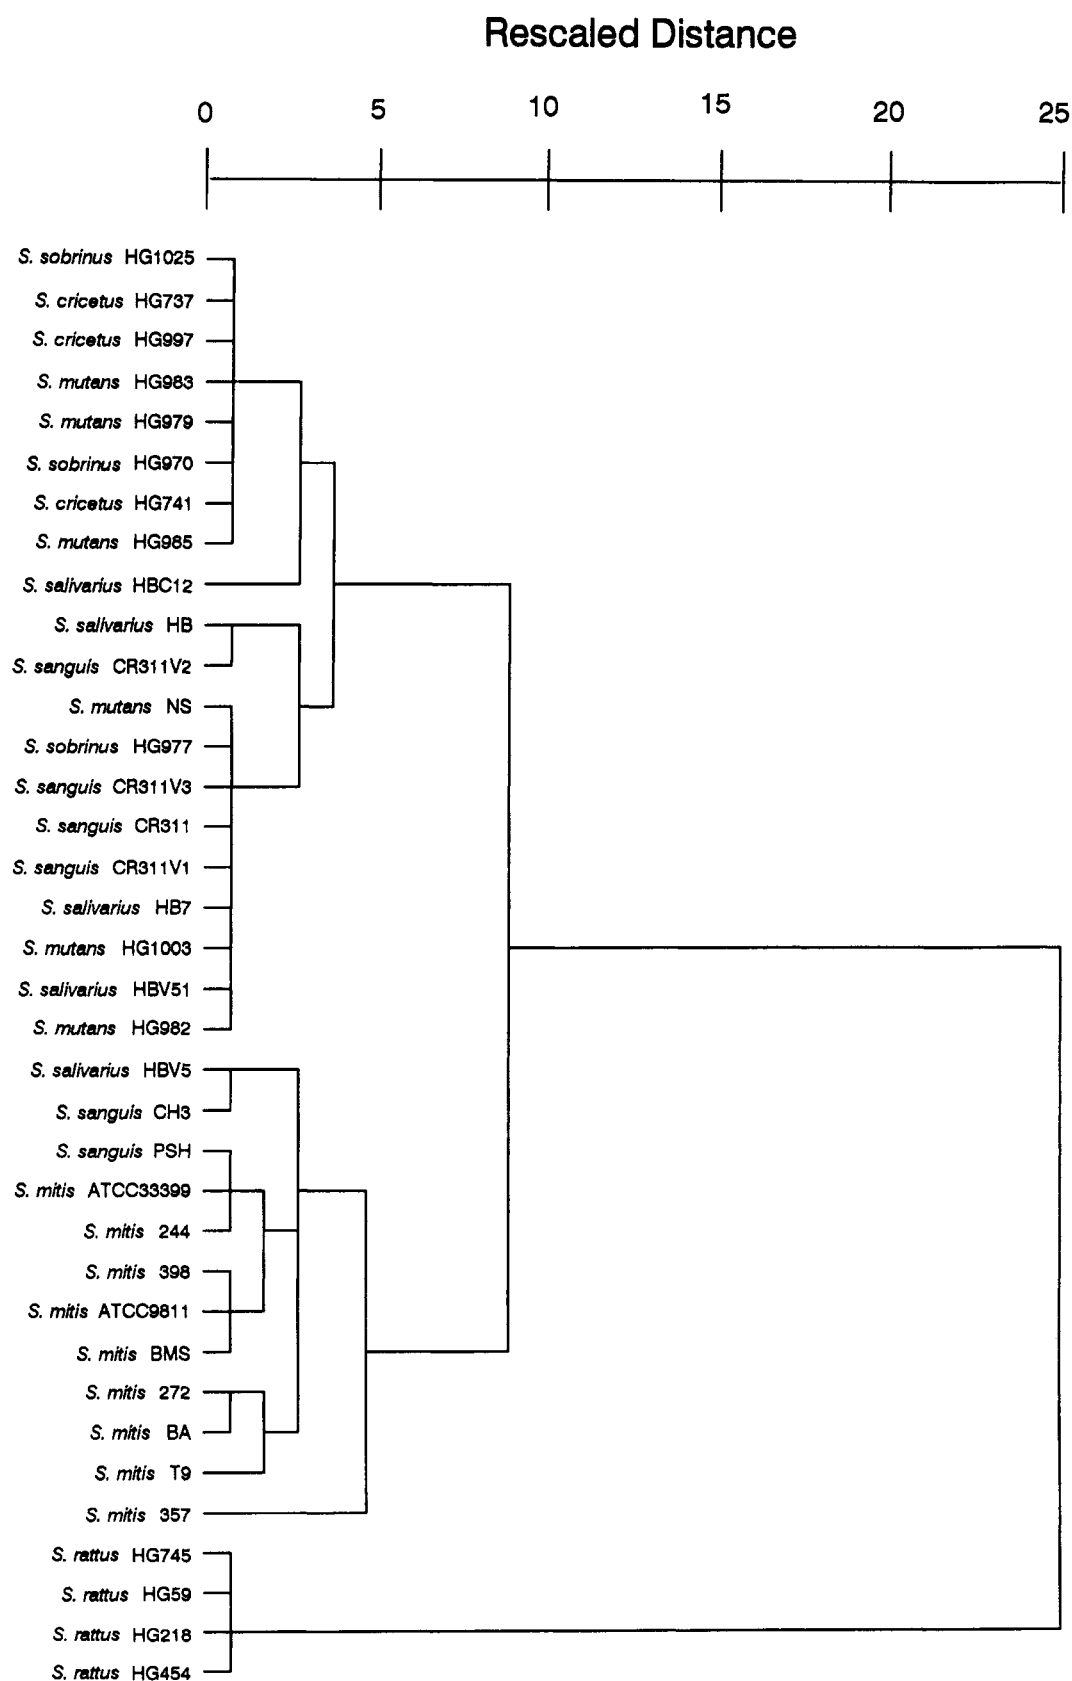 Rescaled Distance
0 5 10 15 20 25
S. sobrinus HG1025
S. cricetus HG737
S. cricetus HG997
S. mutans HG983
S. mutans HG979
S. sobrinus HG970
S. cricetus HG741
S. mutans HG985
S. salivarius HBC12
S. salivarius HB
S. sanguis CR311V2
S. mutans NS
S. sobrinus HG977
S. sanguis CR311V3
S. sanguis CR311
S. sanguis CR311V1
S. salivarius HB7
S. mutans HG1003
S. salivarius HBV51
S. mutans HG982
S. salivarius HBV5
S. sanguis CH3
S. sanguis PSH
S. mitis ATCC33399
S. mitis 244
S. mitis 398
S. mitis ATCC9811
S. mitis BMS
S. mitis 272
S. mitis BA
S. mitis T9
S. mitis 357
S. rattus HG745
S. rattus HG59
S. rattus HG218
S. rattus HG454